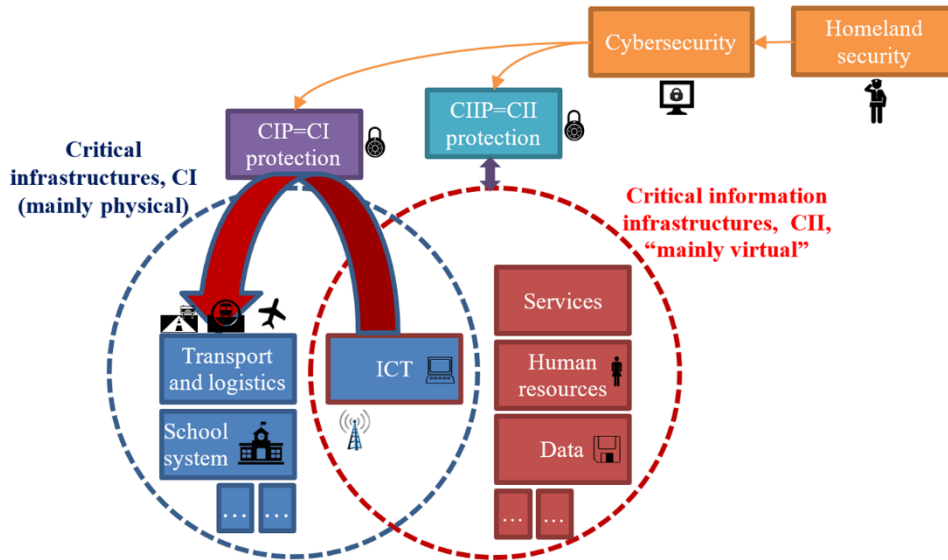 Cybersecurity
Homeland
security
CIP=CI
protection
CIIP=CII
protection
Critical
infrastructures, CI
(mainly physical)
Critical information
infrastructures, CII,
“mainly virtual”
Services
Transport
and logistics
ICT
Human
resources
School
system
Data
...
...
...
...